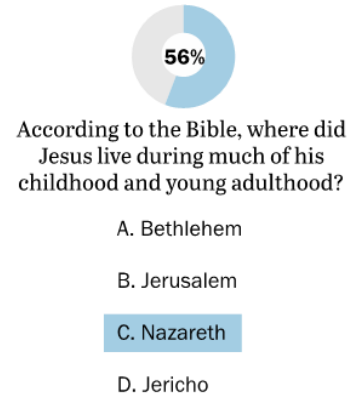 56%
According to the Bible, where did
Jesus live during much of his
childhood and young adulthood?
A. Bethlehem
B. Jerusalem
C. Nazareth
D. Jericho